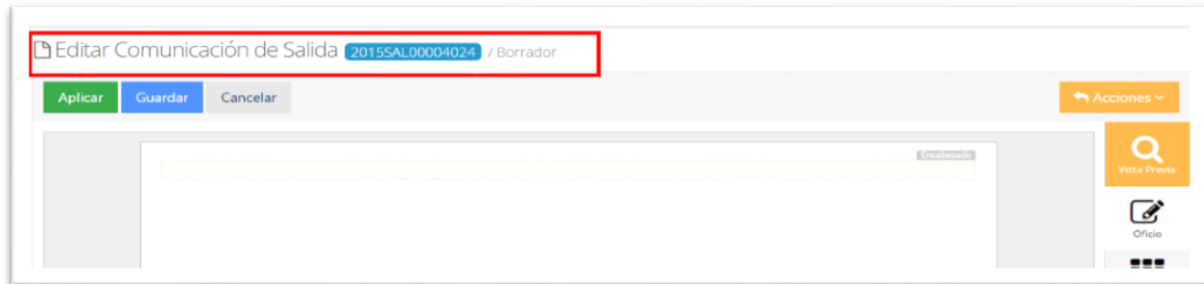 Editar Comunicación de Salida 2015SAL00004024 / Borrador
Aplicar Guardar Cancelar
Acciones
Encabezado
Vista Previa
Oficio